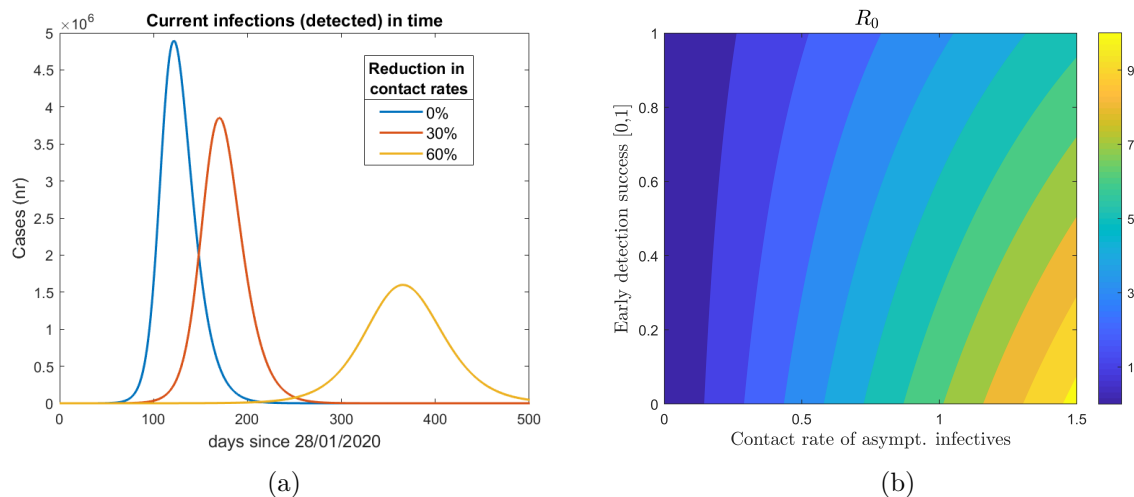 Current infections (detected) in time
×10⁶
5
4.5
4
3.5
3
2.5
2
1.5
1
0.5
0
Cases (nr)
Reduction in
contact rates
0%
30%
60%
0 100 200 300 400 500
days since 28/01/2020
(a)
R₀
1
0.8
0.6
0.4
0.2
0
Early detection success [0,1]
0 0.5 1 1.5
Contact rate of asympt. infectives
9
7
5
3
1
(b)